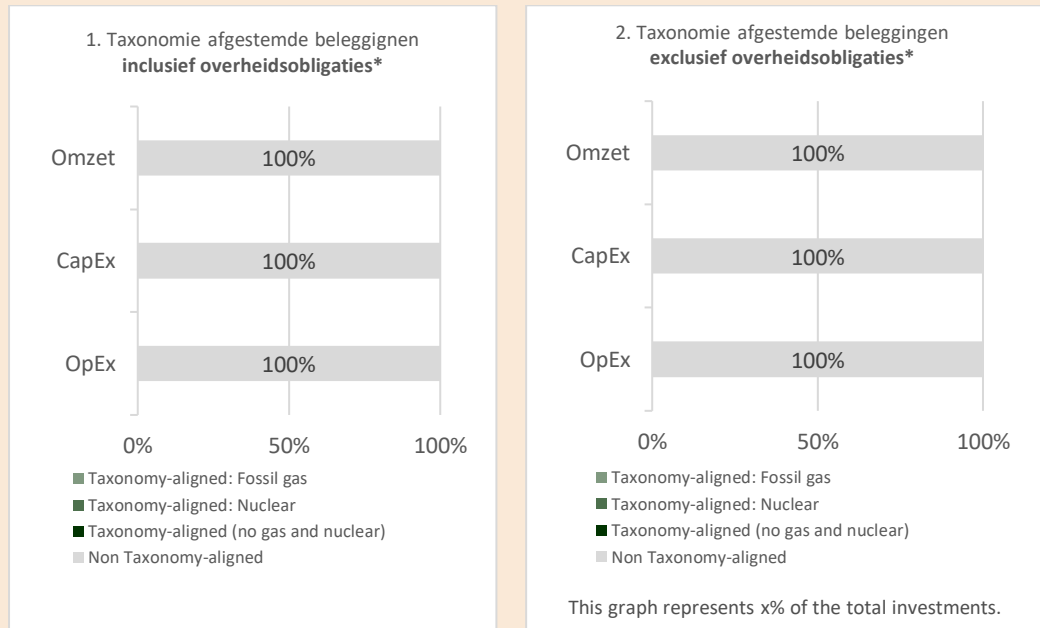 1. Taxonomie afgestemde beleggignen
inclusief overheidsobligaties*
Omzet
100%
CapEx
100%
OpEx
100%
0%
50%
100%
Taxonomy-aligned: Fossil gas
Taxonomy-aligned: Nuclear
Taxonomy-aligned (no gas and nuclear)
Non Taxonomy-aligned
2. Taxonomie afgestemde beleggingen
exclusief overheidsobligaties*
Omzet
100%
CapEx
100%
OpEx
100%
0%
50%
100%
Taxonomy-aligned: Fossil gas
Taxonomy-aligned: Nuclear
Taxonomy-aligned (no gas and nuclear)
Non Taxonomy-aligned
This graph represents x% of the total investments.